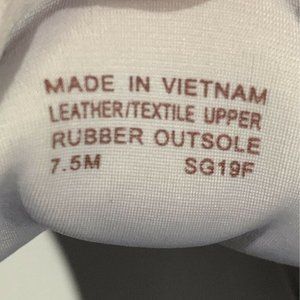 MADE IN VIETNAM
LEATHER/TEXTILE UPPER
RUBBER OUTSOLE
7.5M SG19F